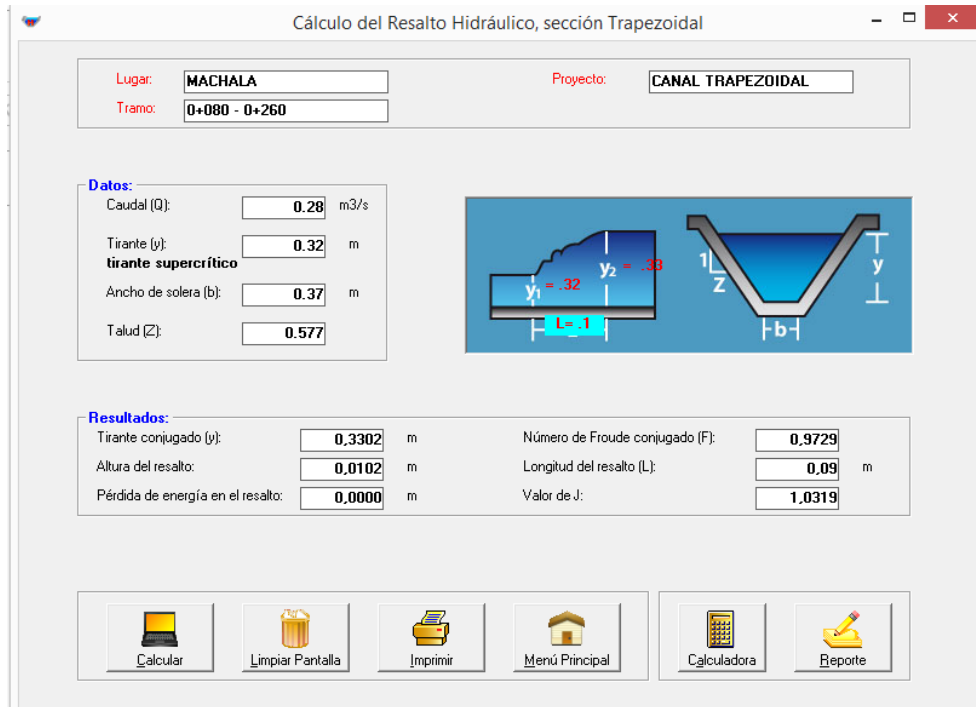 Cálculo del Resalto Hidráulico, sección Trapezoidal
Lugar: MACHALA Proyecto: CANAL TRAPEZOIDAL
Tramo: 0+080 - 0+260
Datos:
Caudal (Q): 0.28 m3/s
Tirante (y): 0.32 m
tirante supercrítico
Ancho de solera (b): 0.37 m
Talud (Z): 0.577
y1 = .32
y2 = .33
L= .1
1
Z
y
b
Resultados:
Tirante conjugado (y): 0,3302 m Número de Froude conjugado (F): 0,9729
Altura del resalto: 0,0102 m Longitud del resalto (L): 0,09 m
Pérdida de energía en el resalto: 0,0000 m Valor de J: 1,0319
Calcular Limpiar Pantalla Imprimir Menú Principal Calculadora Reporte